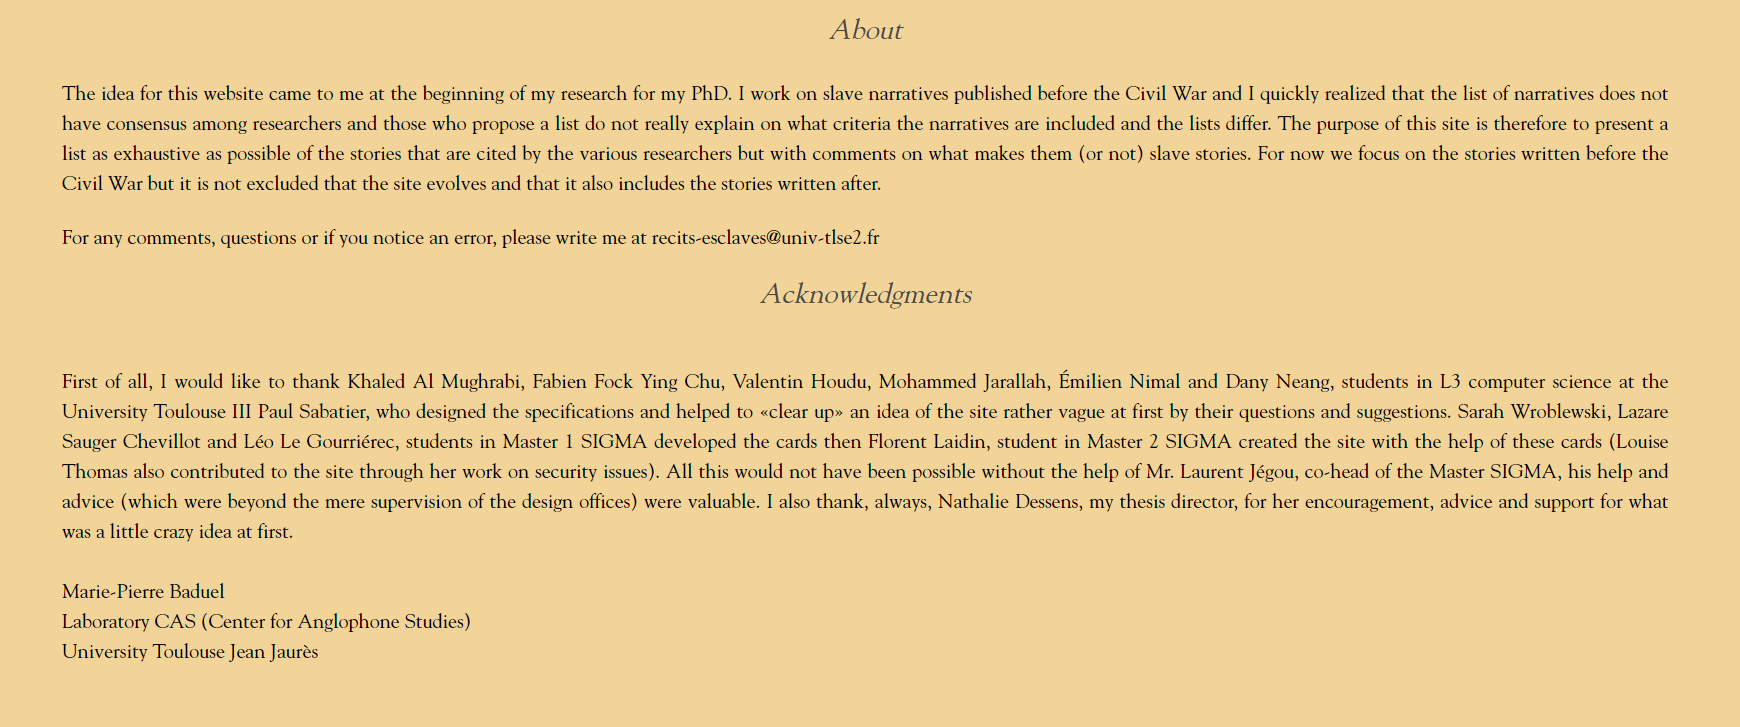 About
The idea for this website came to me at the beginning of my research for my PhD. I work on slave narratives published before the Civil War and I quickly realized that the list of narratives does not
have consensus among researchers and those who propose a list do not really explain on what criteria the narratives are included and the lists differ. The purpose of this site is therefore to present a
list as exhaustive as possible of the stories that are cited by the various researchers but with comments on what makes them (or not) slave stories. For now we focus on the stories written before the
Civil War but it is not excluded that the site evolves and that it also includes the stories written after.
For any comments, questions or if you notice an error, please write me at recits-esclaves@univ-tlse2.fr
Acknowledgments
First of all, I would like to thank Khaled Al Mughrabi, Fabien Fock Ying Chu, Valentin Houdu, Mohammed Jarallah, Émilien Nimal and Dany Neang, students in L3 computer science at the
University Toulouse III Paul Sabatier, who designed the specifications and helped to «clear up» an idea of the site rather vague at first by their questions and suggestions. Sarah Wroblewski, Lazare
Sauger Chevillot and Léo Le Gourriérec, students in Master 1 SIGMA developed the cards then Florent Laidin, student in Master 2 SIGMA created the site with the help of these cards (Louise
Thomas also contributed to the site through her work on security issues). All this would not have been possible without the help of Mr. Laurent Jégou, co-head of the Master SIGMA, his help and
advice (which were beyond the mere supervision of the design offices) were valuable. I also thank, always, Nathalie Dessens, my thesis director, for her encouragement, advice and support for what
was a little crazy idea at first.
Marie-Pierre Baduel
Laboratory CAS (Center for Anglophone Studies)
University Toulouse Jean Jaurès